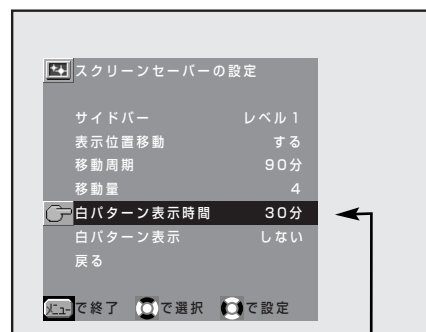 スクリーンセーバーの設定
サイドバー レベル1
表示位置移動 する
移動周期 90分
移動量 4
白パターン表示時間 30分
白パターン表示 しない
戻る
メニューで終了 で選択 で設定